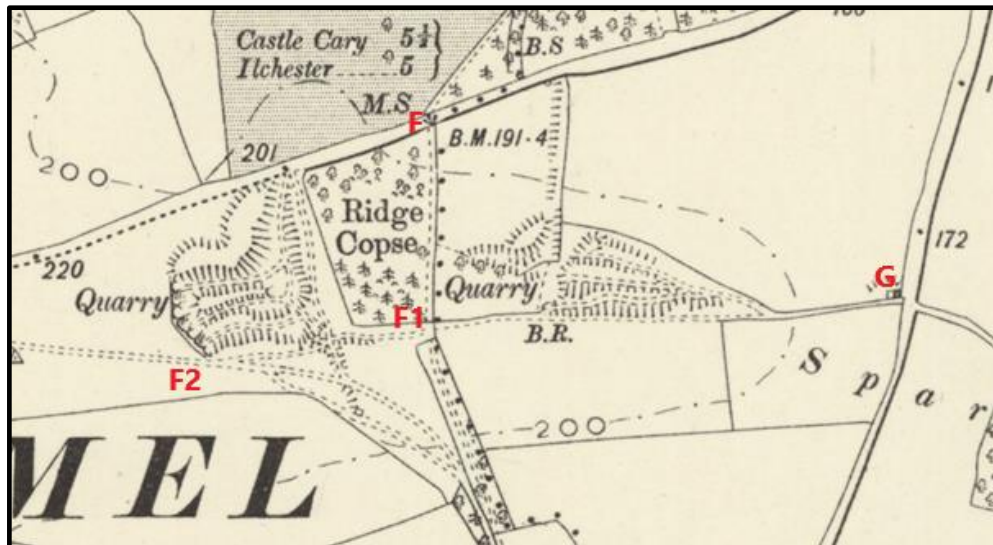 Castle Cary 5½
Ilchester 5
B.S
M.S
F
201
B.M.191·4
200
Ridge
Copse
172
220
Quarry
Quarry
G
F1
B.R.
F2
Spar
200
MEL